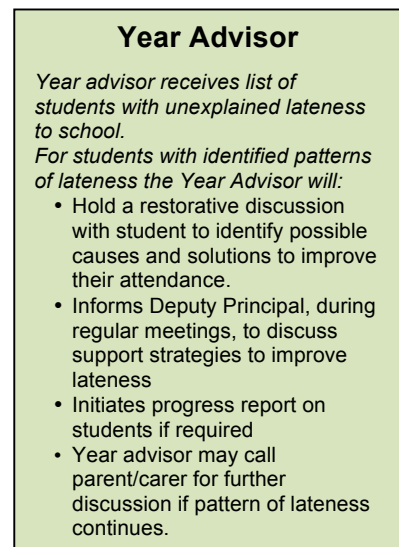 Year Advisor
Year advisor receives list of
students with unexplained lateness
to school.
For students with identified patterns
of lateness the Year Advisor will:
• Hold a restorative discussion
with student to identify possible
causes and solutions to improve
their attendance.
• Informs Deputy Principal, during
regular meetings, to discuss
support strategies to improve
lateness
• Initiates progress report on
students if required
• Year advisor may call
parent/carer for further
discussion if pattern of lateness
continues.